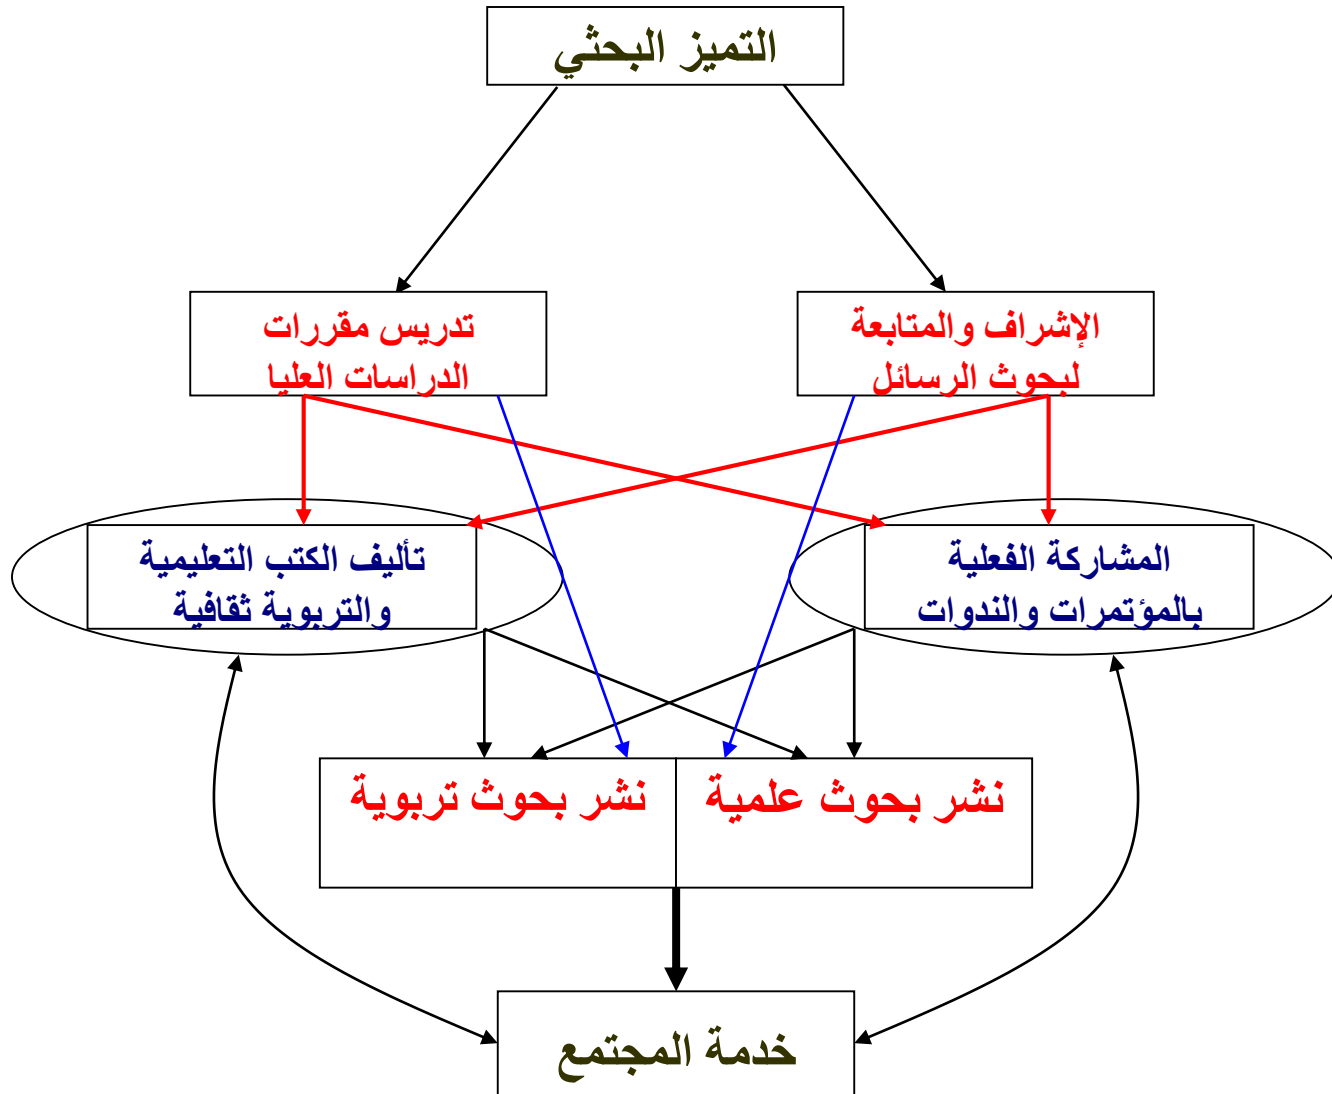 التميز البحثي
الإشراف والمتابعة
لبحوث الرسائل
تدريس مقررات
الدراسات العليا
المشاركة الفعلية
بالمؤتمرات والندوات
تأليف الكتب التعليمية
والتربوية ثقافية
نشر بحوث علمية
نشر بحوث تربوية
خدمة المجتمع